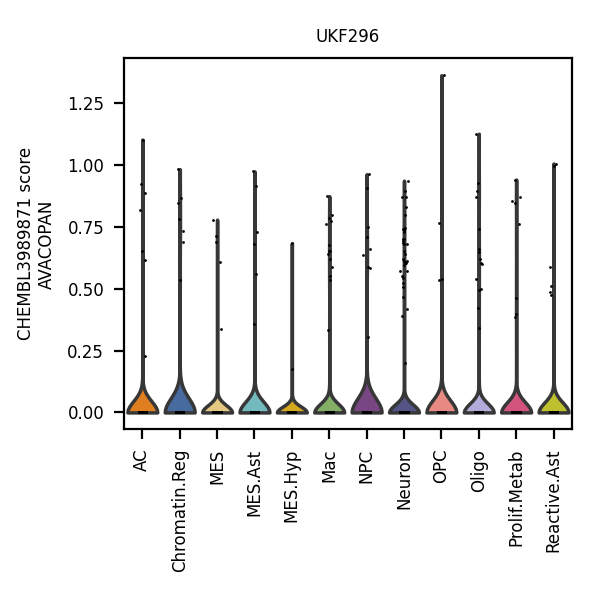 UKF296
CHEMBL3989871 score
AVACOPAN
1.25
1.00
0.75
0.50
0.25
0.00
AC
Chromatin.Reg
MES
MES.Ast
MES.Hyp
Mac
NPC
Neuron
OPC
Oligo
Prolif.Metab
Reactive.Ast